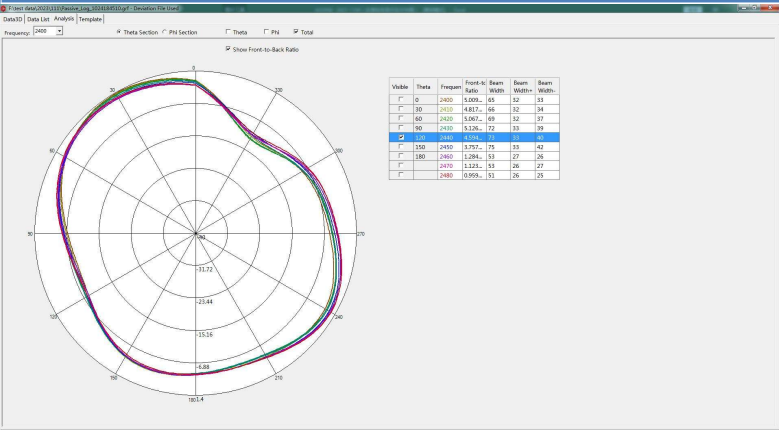 F:\test data\2023\111\Passive_Log_1024184510.grf - Deviation File Used
Data3D Data List Analysis Template
Frequency: 2400 Theta Section Phi Section Theta Phi Total
Show Front-to-Back Ratio
0
30
330
60
300
90
270
120
240
150
210
180
-40
-31.72
-23.44
-15.16
-6.88
1.4
Visible Theta Frequen Front-tc Ratio Beam Width Beam Width+ Beam Width-
0 2400 5.009... 65 32 33
30 2410 4.817... 66 32 34
60 2420 5.067... 69 32 37
90 2430 5.126... 72 33 39
120 2440 4.594... 73 33 40
150 2450 3.757... 75 33 42
180 2460 1.284... 53 27 26
2470 1.123... 53 26 27
2480 0.959... 51 26 25